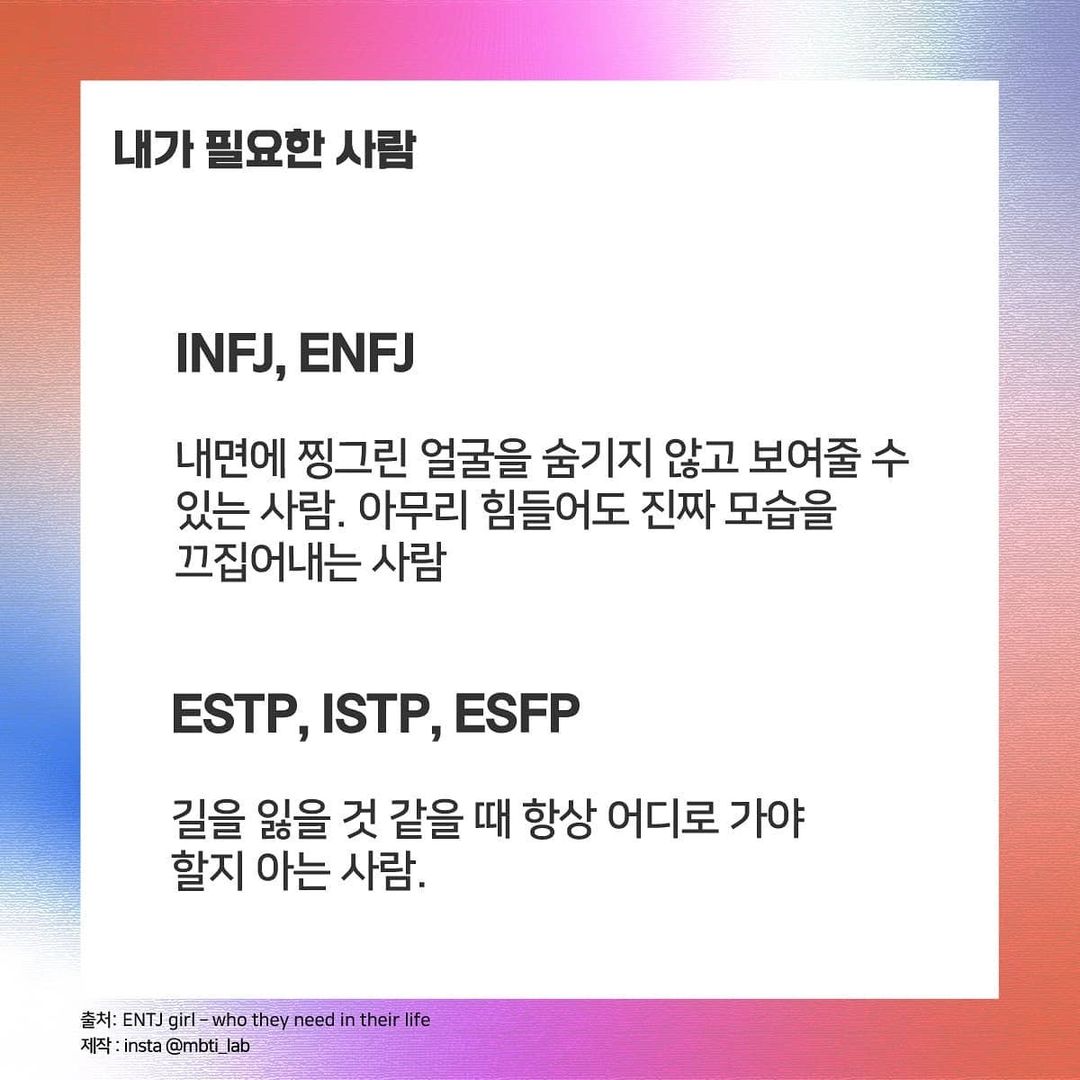 내가 필요한 사람
INFJ, ENFJ
내면에 찡그린 얼굴을 숨기지 않고 보여줄 수
있는 사람. 아무리 힘들어도 진짜 모습을
끄집어내는 사람
ESTP, ISTP, ESFP
길을 잃을 것 같을 때 항상 어디로 가야
할지 아는 사람.
출처: ENTJ girl - who they need in their life
제작 : insta @mbti_lab